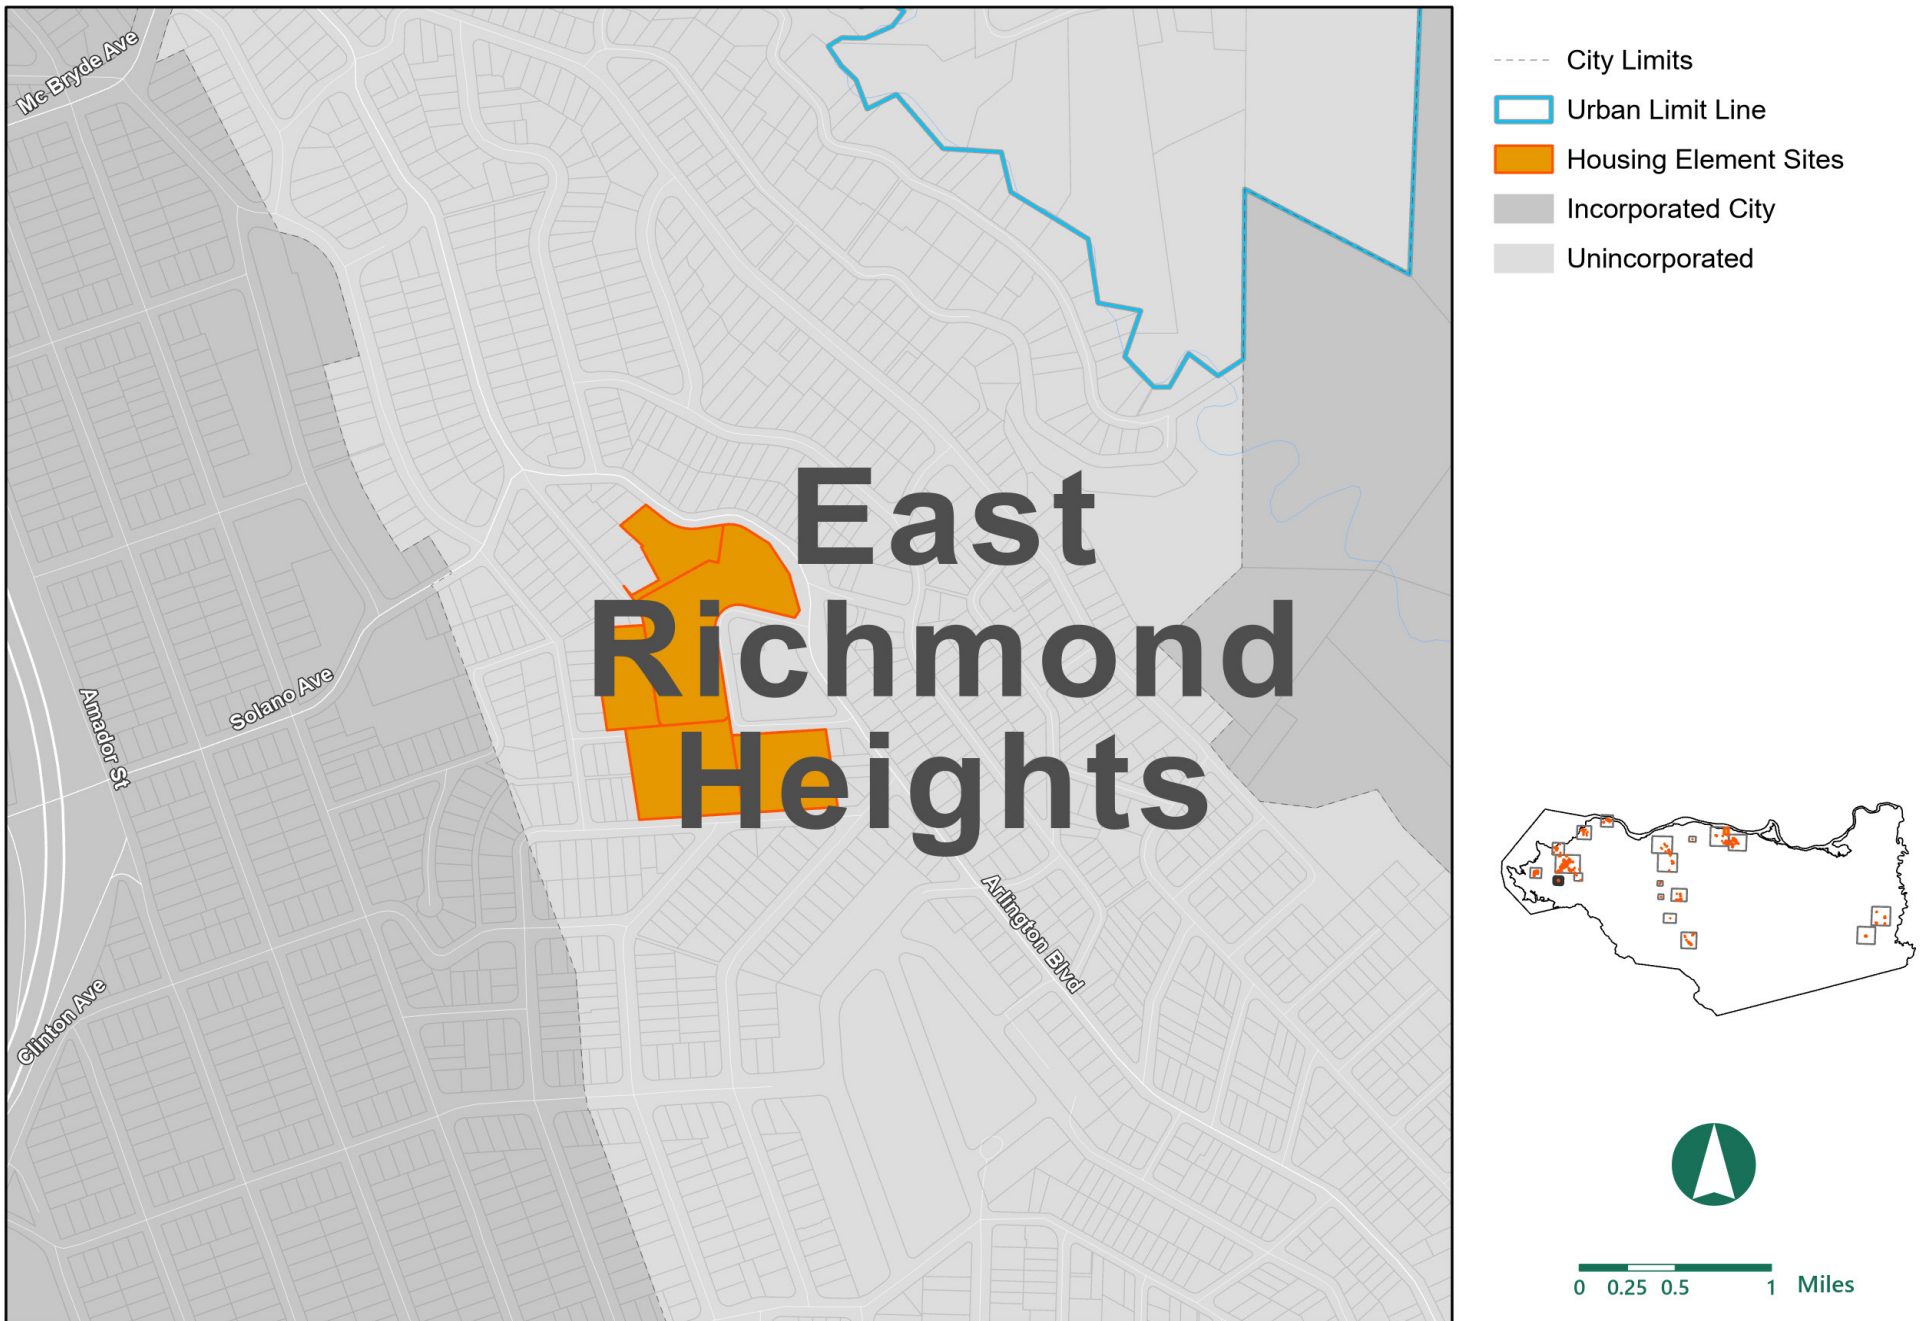 Mc Bryde Ave
City Limits
Urban Limit Line
Housing Element Sites
Incorporated City
Unincorporated
East
Richmond
Heights
Solano Ave
Amador St
Arlington Blvd
Clinton Ave
0 0.25 0.5 1 Miles